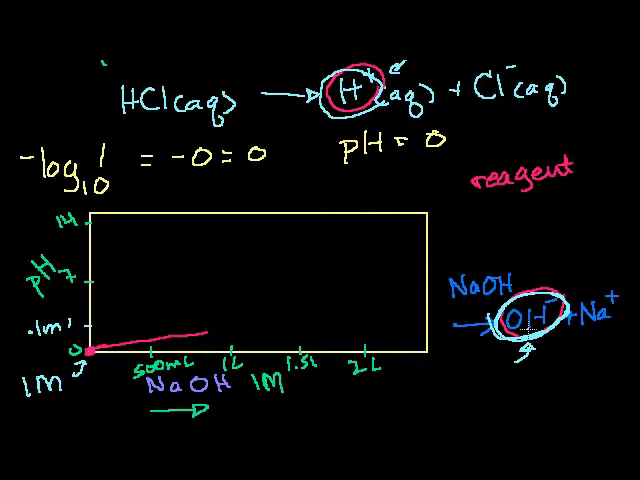 HCl(aq) → H⁺(aq) + Cl⁻(aq)
-log₁₀ 1 = -0 = 0
pH = 0
reagent
14
pH 7
.1m
0
1M
500mL 1L 1.5L 2L
NaOH 1M
NaOH
→ OH⁻ + Na⁺